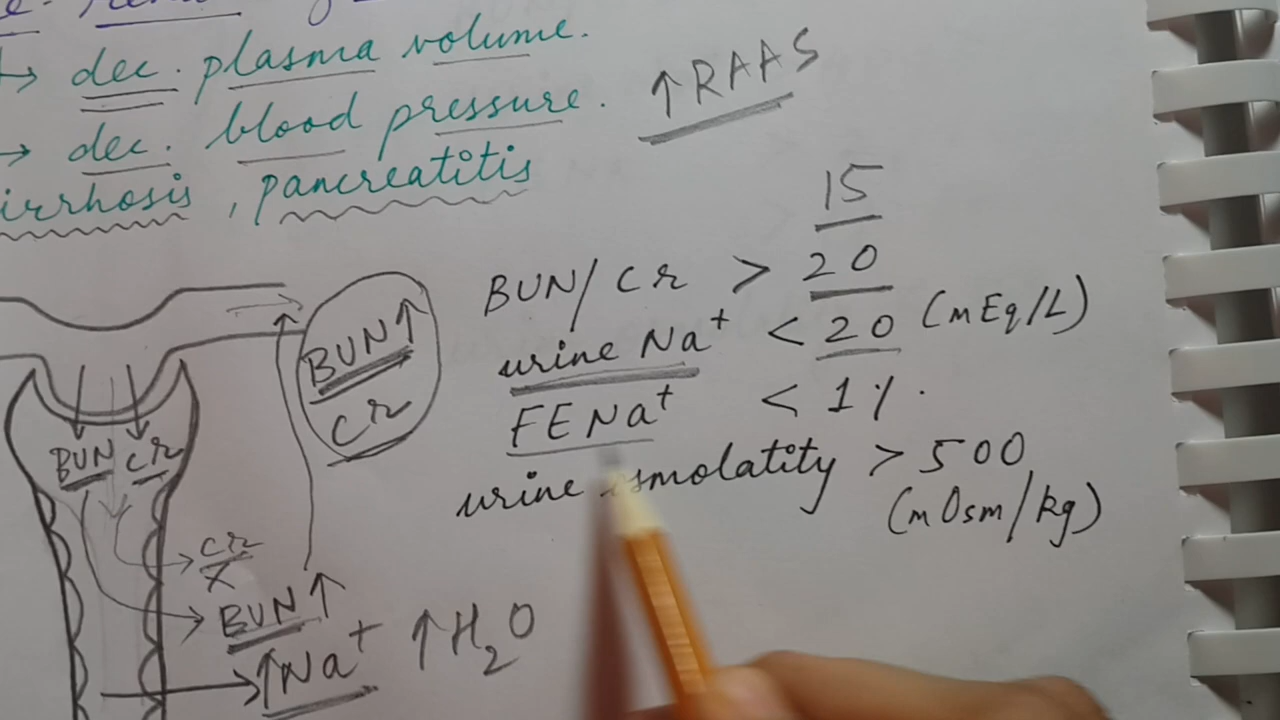 → dec. plasma volume.
→ dec. blood pressure.
↑RAAS
irrhosis, pancreatitis
15
BUN/cr > 20
urine Na+ < 20 (mEq/L)
FENa+ < 1%.
urine osmolatity > 500
(mOsm/kg)
BUN↑
cr
BUN cr
cr
x
BUN↑
↑Na+ ↑H2O